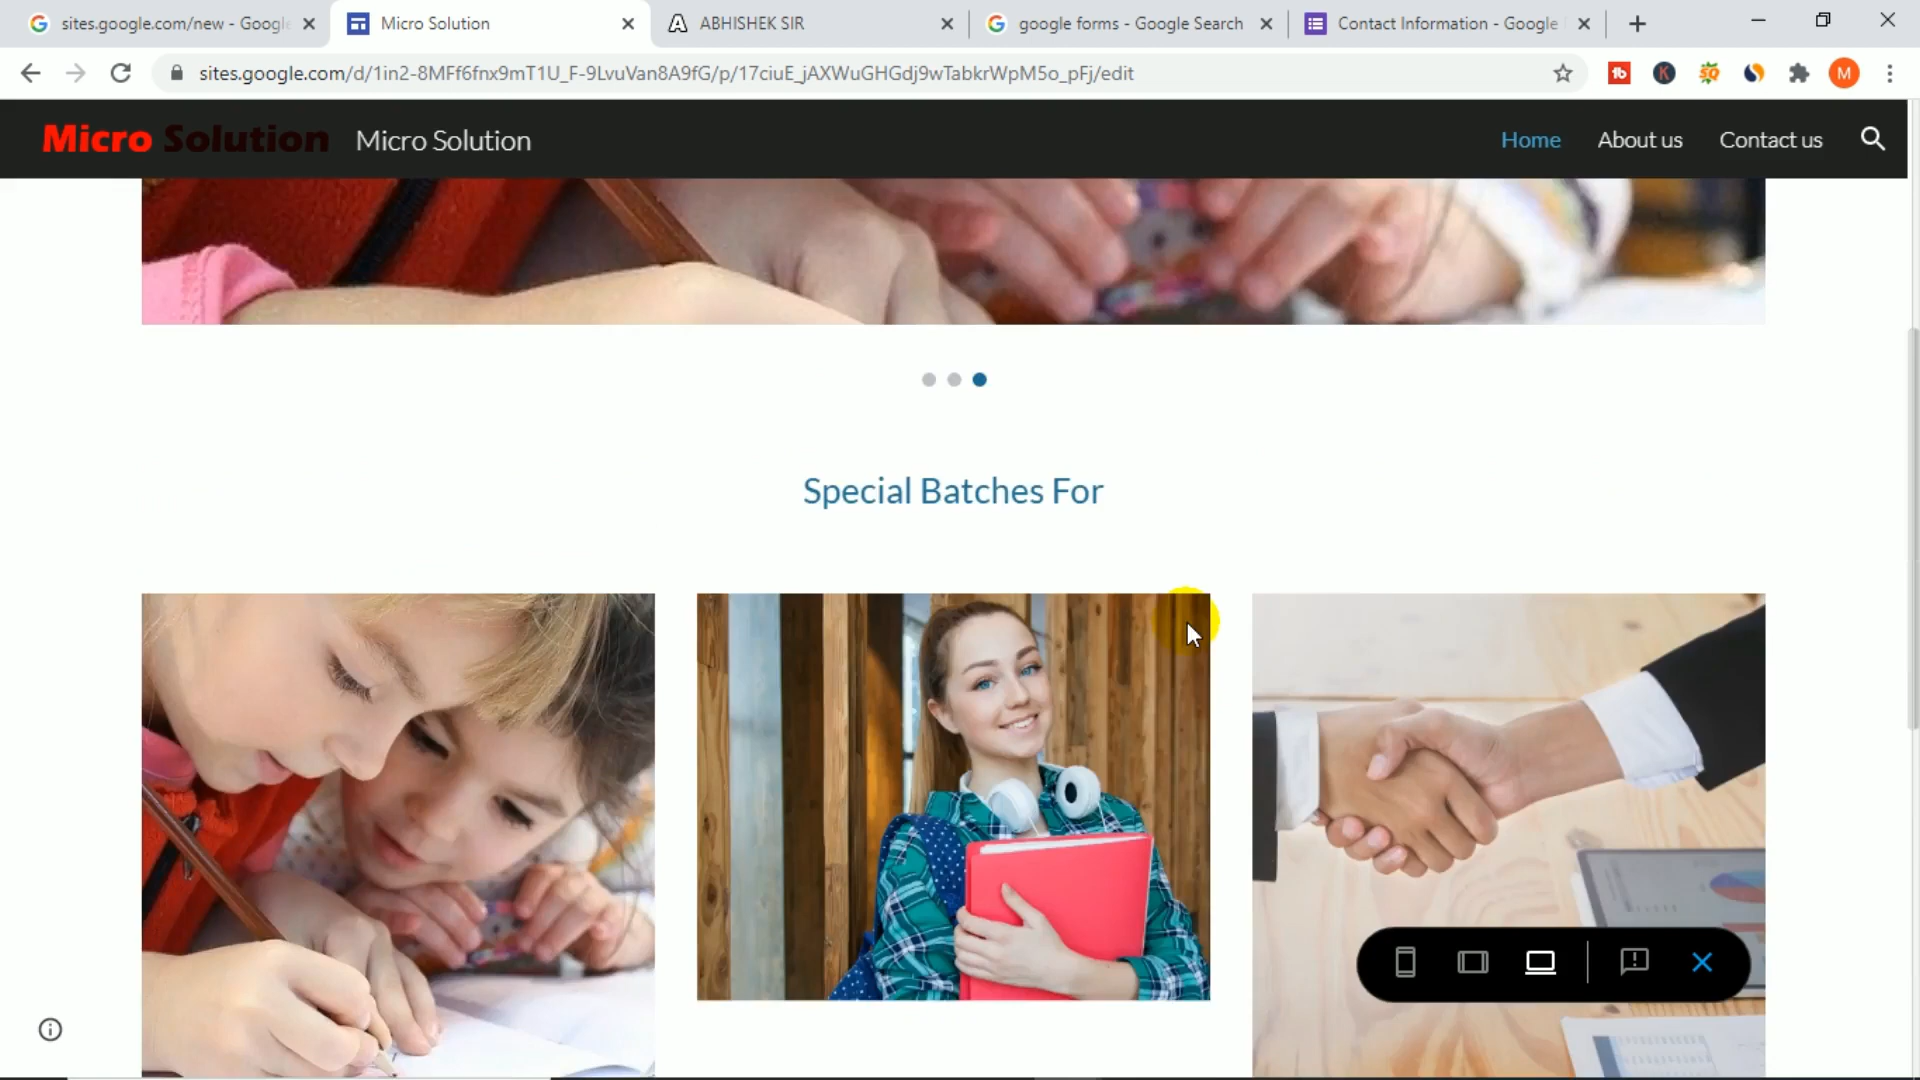 sites.google.com/new - Google
Micro Solution
ABHISHEK SIR
google forms - Google Search
Contact Information - Google
sites.google.com/d/1in2-8MFf6fnx9mT1U_F-9LvuVan8A9fG/p/17ciuE_jAXWuGHGdj9wTabkrWpM5o_pFj/edit
M
Micro Solution
Micro Solution
Home
About us
Contact us
Special Batches For